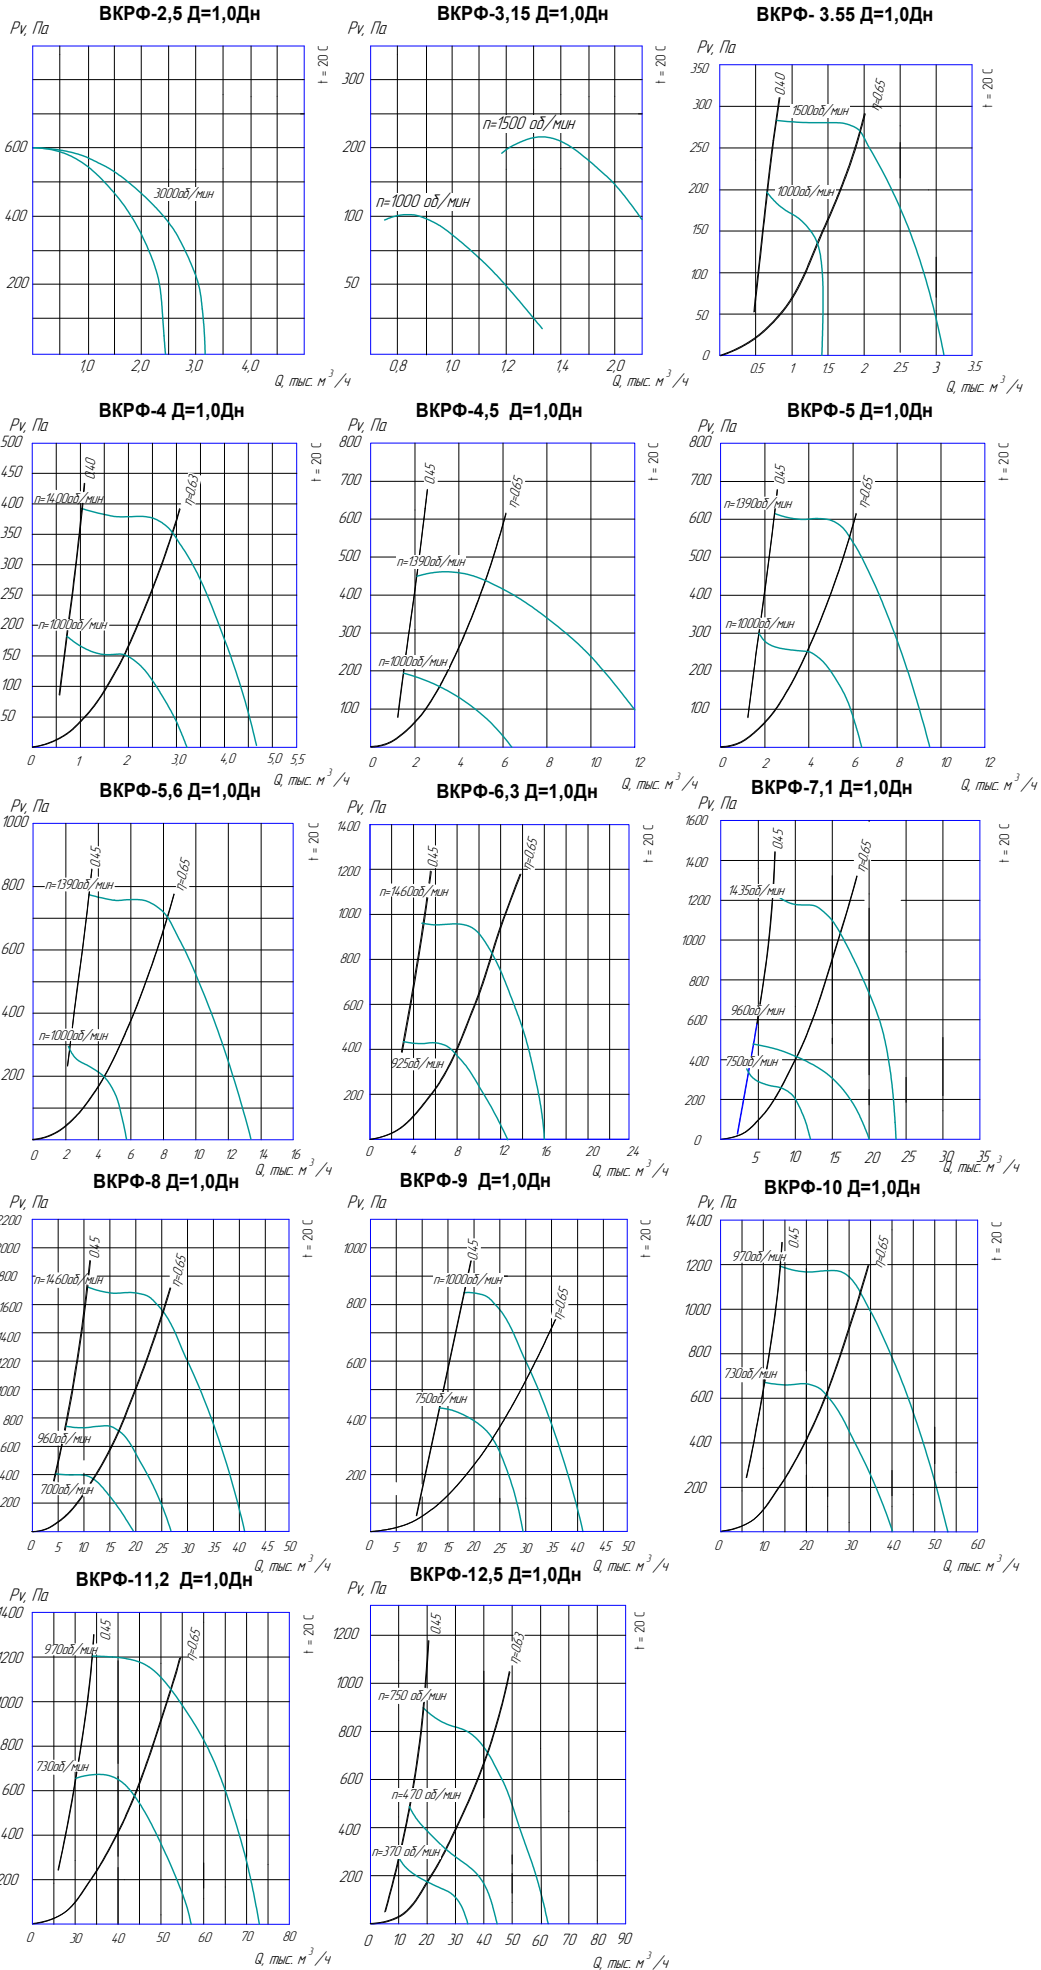 ВКРФ-2,5 Д=1,0Дн
Pv, Па
t = 20 C
600
400
200
3000об/мин
1,0 2,0 3,0 4,0
Q, тыс. м³/ч
ВКРФ-3,15 Д=1,0Дн
Pv, Па
t = 20 C
300
200
100
50
n=1500 об/мин
n=1000 об/мин
0,8 1,0 1,2 1,4 2,0
Q, тыс. м³/ч
ВКРФ- 3.55 Д=1,0Дн
Pv, Па
t = 20 C
350
300
250
200
150
100
50
0
0.40
η=0.65
1500об/мин
1000об/мин
0.5 1 1.5 2 2.5 3 3.5
Q, тыс. м³/ч
ВКРФ-4 Д=1,0Дн
Pv, Па
t = 20 C
500
450
400
350
300
250
200
150
100
50
0.40
η=0.63
n=1400об/мин
n=1000об/мин
0 1 2 3,0 4,0 5,0 5,5
Q, тыс. м³/ч
ВКРФ-4,5 Д=1,0Дн
Pv, Па
t = 20 C
800
700
600
500
400
300
200
100
0.45
η=0.65
n=1390об/мин
n=1000об/мин
0 2 4 6 8 10 12
Q, тыс. м³/ч
ВКРФ-5 Д=1,0Дн
Pv, Па
t = 20 C
800
700
600
500
400
300
200
100
0.45
η=0.65
n=1390об/мин
n=1000об/мин
0 2 4 6 8 10 12
Q, тыс. м³/ч
ВКРФ-5,6 Д=1,0Дн
Pv, Па
t = 20 C
1000
800
600
400
200
0.45
η=0.65
n=1390об/мин
n=1000об/мин
0 2 4 6 8 10 12 14 16
Q, тыс. м³/ч
ВКРФ-6,3 Д=1,0Дн
Pv, Па
t = 20 C
1400
1200
1000
800
600
400
200
0.45
η=0.65
n=1460об/мин
925об/мин
0 4 8 12 16 20 24
Q, тыс. м³/ч
ВКРФ-7,1 Д=1,0Дн
Pv, Па
t = 20 C
1600
1400
1200
1000
800
600
400
200
0
0.45
η=0.65
1435об/мин
960об/мин
750об/мин
5 10 15 20 25 30 35
Q, тыс. м³/ч
ВКРФ-8 Д=1,0Дн
Pv, Па
t = 20 C
2200
2000
1800
1600
1400
1200
1000
800
600
400
200
0.45
η=0.65
n=1460об/мин
960об/мин
700об/мин
0 5 10 15 20 25 30 35 40 45 50
Q, тыс. м³/ч
ВКРФ-9 Д=1,0Дн
Pv, Па
t = 20 C
1000
800
600
400
200
0.45
η=0.65
n=1000об/мин
750об/мин
0 5 10 15 20 25 30 35 40 45 50
Q, тыс. м³/ч
ВКРФ-10 Д=1,0Дн
Pv, Па
t = 20 C
1400
1200
1000
800
600
400
200
0.45
η=0.65
970об/мин
730об/мин
0 10 20 30 40 50 60
Q, тыс. м³/ч
ВКРФ-11,2 Д=1,0Дн
Pv, Па
t = 20 C
1400
1200
1000
800
600
400
200
0.45
η=0.65
970об/мин
730об/мин
0 30 40 50 60 70 80
Q, тыс. м³/ч
ВКРФ-12,5 Д=1,0Дн
Pv, Па
t = 20 C
1200
1000
800
600
400
200
0.45
η=0.63
n=750 об/мин
n=470 об/мин
n=370 об/мин
0 10 20 30 40 50 60 70 80 90
Q, тыс. м³/ч